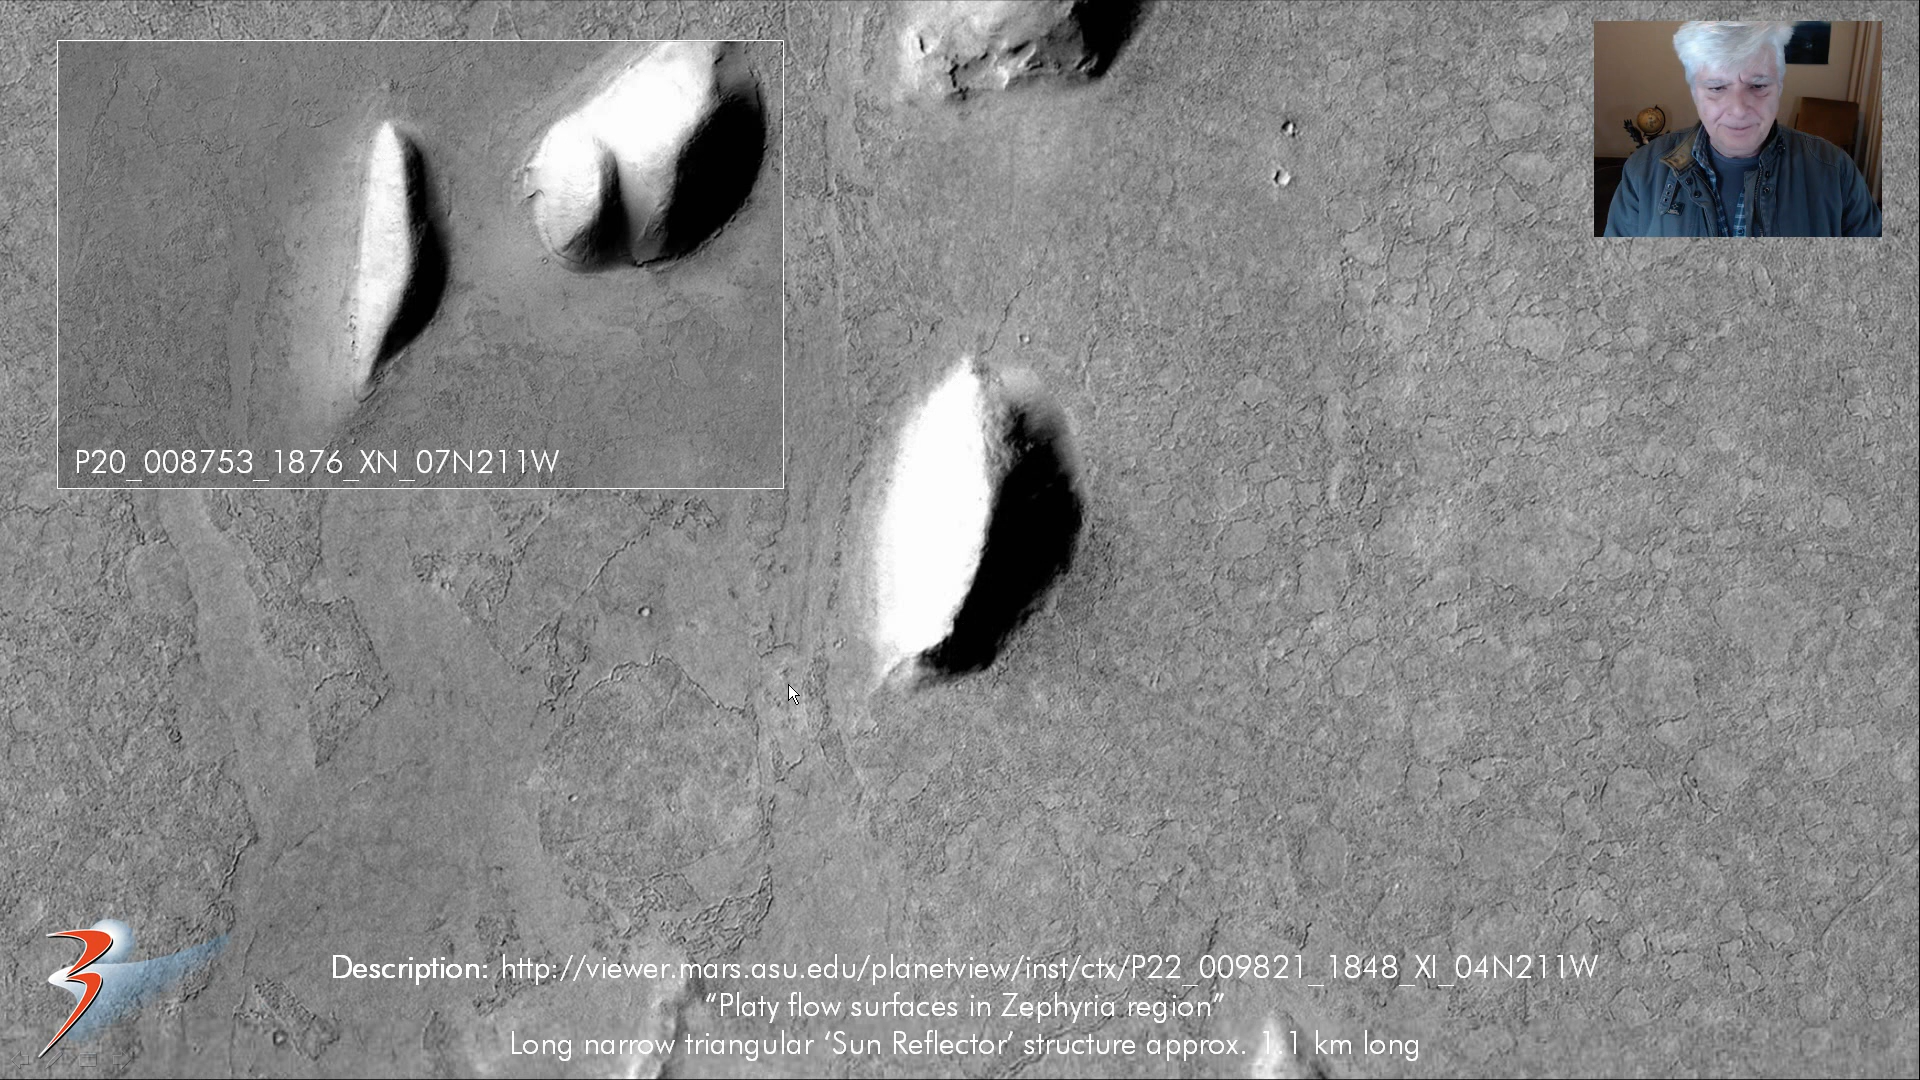 P20_008753_1876_XN_07N211W
Description: http://viewer.mars.asu.edu/planetview/inst/ctx/P22_009821_1848_XI_04N211W
“Platy flow surfaces in Zephyria region”
Long narrow triangular ‘Sun Reflector’ structure approx. 1.1 km long